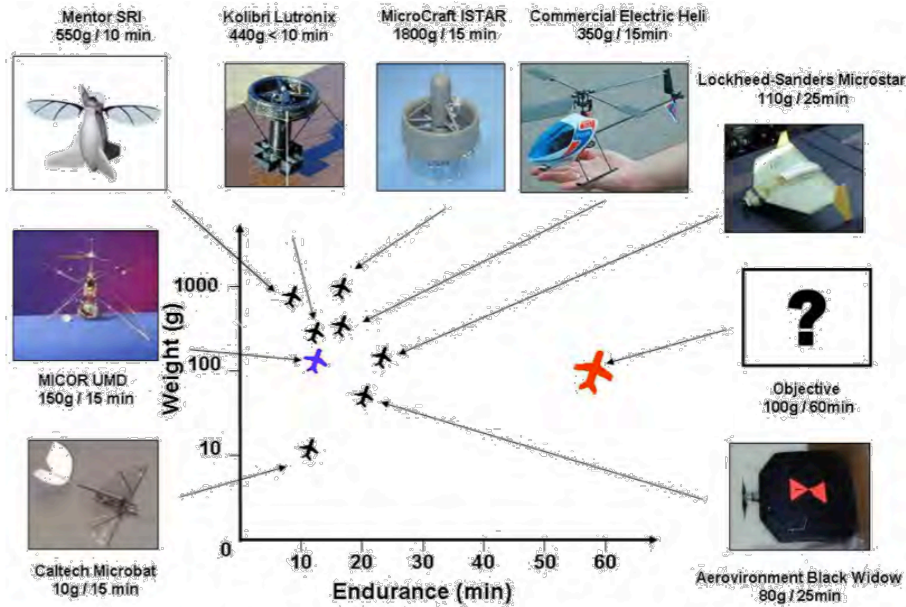 Mentor SRI
550g / 10 min
Kolibri Lutronix
440g < 10 min
MicroCraft ISTAR
1800g / 15 min
Commercial Electric Heli
350g / 15min
Lockheed-Sanders Microstar
110g / 25min
MICOR UMD
150g / 15 min
?
Objective
100g / 60min
Caltech Microbat
10g / 15 min
Aerovironment Black Widow
80g / 25min
Weight (g)
1000
100
10
0
10 20 30 40 50 60
Endurance (min)